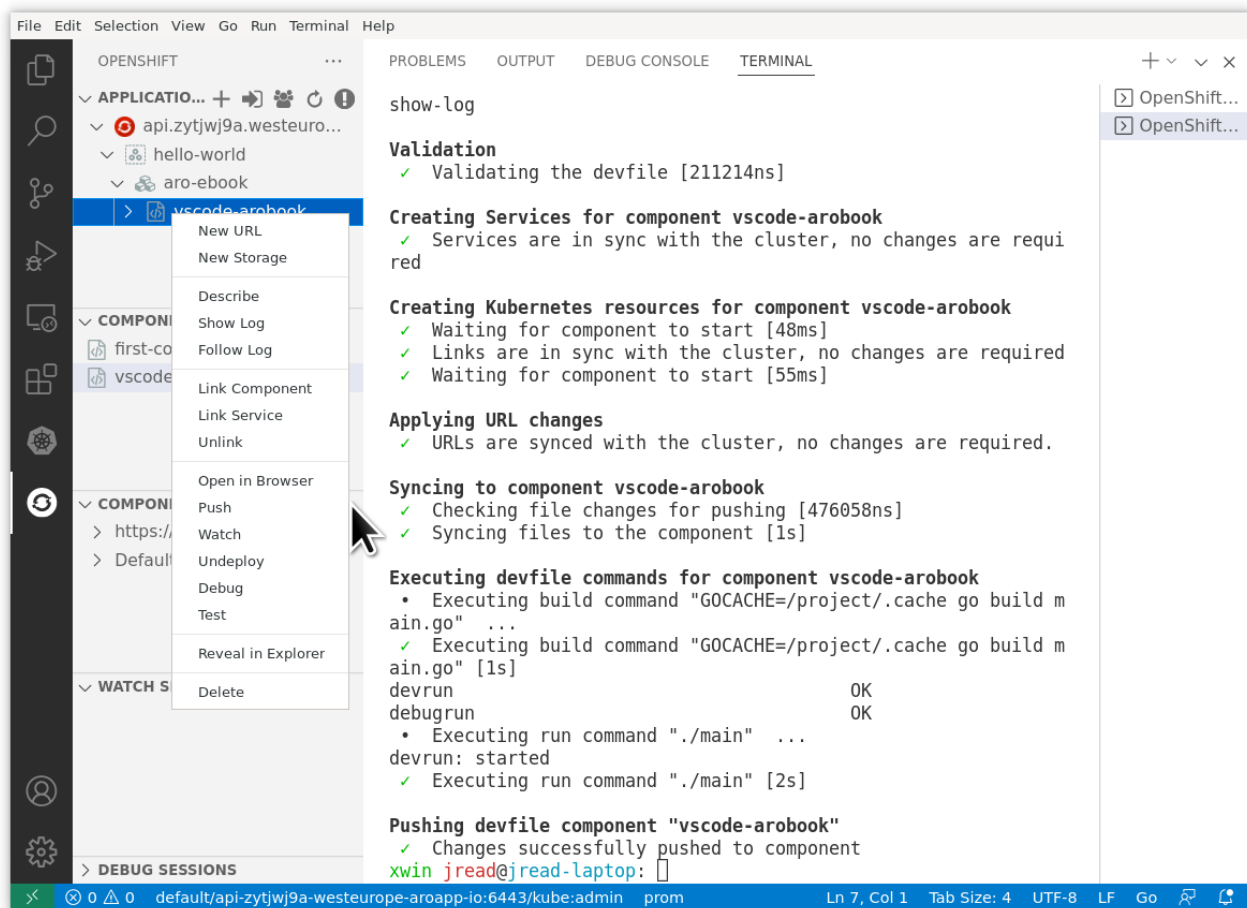 File Edit Selection View Go Run Terminal Help
OPENSHIFT ...
APPLICATIO...
api.zytjwj9a.westeuro...
hello-world
aro-ebook
vscode-arobook
New URL
New Storage
Describe
Show Log
Follow Log
Link Component
Link Service
Unlink
Open in Browser
Push
Watch
Undeploy
Debug
Test
Reveal in Explorer
Delete
COMPON
first-co
vscode
COMPON
https:/
Defaul
WATCH S
DEBUG SESSIONS
PROBLEMS OUTPUT DEBUG CONSOLE TERMINAL
show-log
Validation
✓ Validating the devfile [211214ns]
Creating Services for component vscode-arobook
✓ Services are in sync with the cluster, no changes are requi
red
Creating Kubernetes resources for component vscode-arobook
✓ Waiting for component to start [48ms]
✓ Links are in sync with the cluster, no changes are required
✓ Waiting for component to start [55ms]
Applying URL changes
✓ URLs are synced with the cluster, no changes are required.
Syncing to component vscode-arobook
✓ Checking file changes for pushing [476058ns]
✓ Syncing files to the component [1s]
Executing devfile commands for component vscode-arobook
• Executing build command "GOCACHE=/project/.cache go build m
ain.go" ...
✓ Executing build command "GOCACHE=/project/.cache go build m
ain.go" [1s]
devrun OK
debugrun OK
• Executing run command "./main" ...
devrun: started
✓ Executing run command "./main" [2s]
Pushing devfile component "vscode-arobook"
✓ Changes successfully pushed to component
xwin jread@jread-laptop:
OpenShift...
OpenShift...
0 0 default/api-zytjwj9a-westeurope-aroapp-io:6443/kube:admin prom Ln 7, Col 1 Tab Size: 4 UTF-8 LF Go